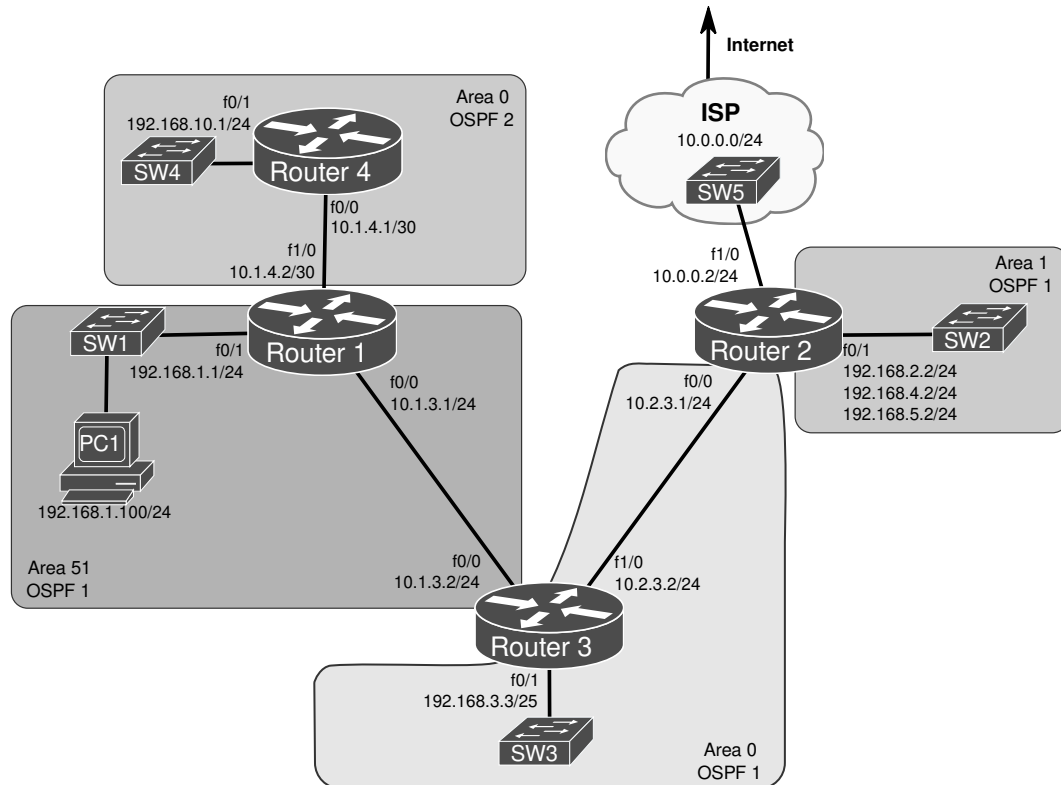 Internet
Area 0
OSPF 2
f0/1
192.168.10.1/24
SW4
Router 4
f0/0
10.1.4.1/30
f1/0
10.1.4.2/30
ISP
10.0.0.0/24
SW5
f1/0
10.0.0.2/24
Area 1
OSPF 1
SW1
f0/1
192.168.1.1/24
Router 1
f0/0
10.1.3.1/24
PC1
192.168.1.100/24
Router 2
f0/0
10.2.3.1/24
f0/1
192.168.2.2/24
192.168.4.2/24
192.168.5.2/24
SW2
Area 51
OSPF 1
f0/0
10.1.3.2/24
f1/0
10.2.3.2/24
Router 3
f0/1
192.168.3.3/25
SW3
Area 0
OSPF 1